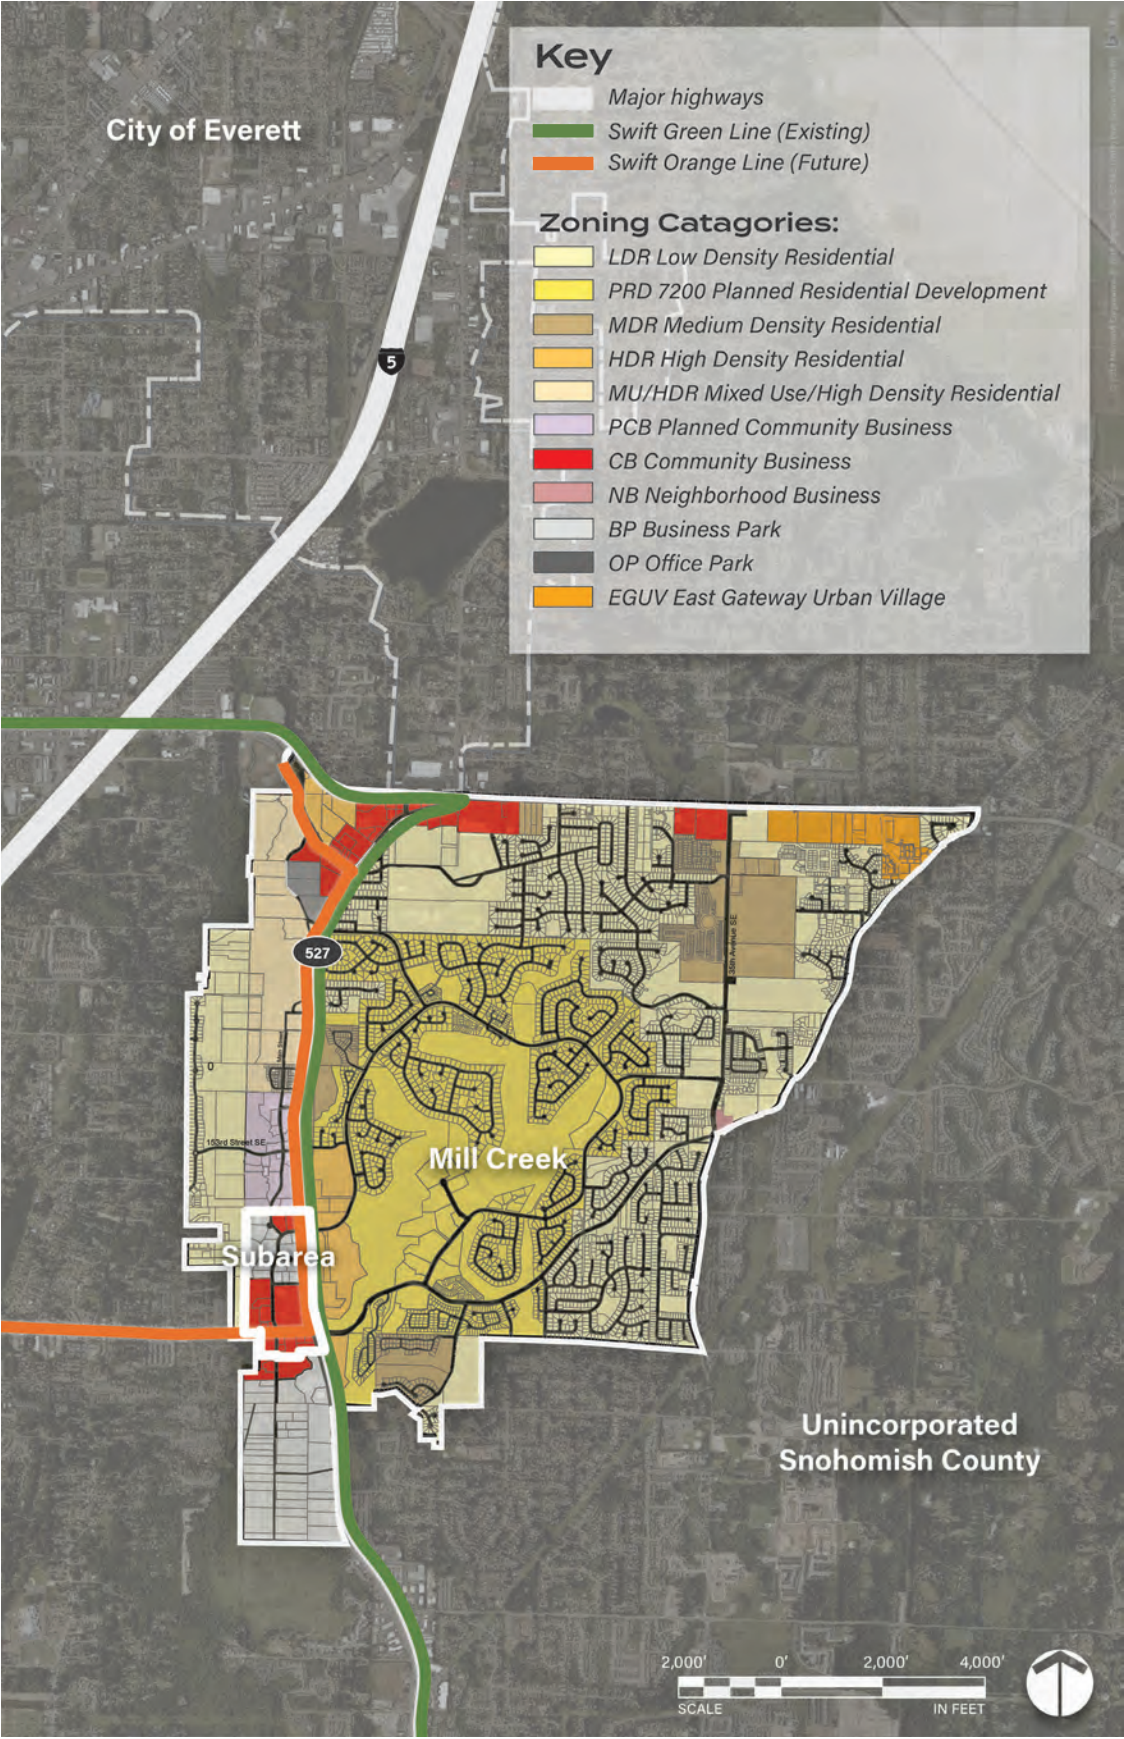 Key
Major highways
Swift Green Line (Existing)
Swift Orange Line (Future)
Zoning Catagories:
LDR Low Density Residential
PRD 7200 Planned Residential Development
MDR Medium Density Residential
HDR High Density Residential
MU/HDR Mixed Use/High Density Residential
PCB Planned Community Business
CB Community Business
NB Neighborhood Business
BP Business Park
OP Office Park
EGUV East Gateway Urban Village
City of Everett
5
527
35th Avenue SE
153rd Street SE
Mill Creek
Subarea
Unincorporated
Snohomish County
2,000' 0' 2,000' 4,000'
SCALE IN FEET